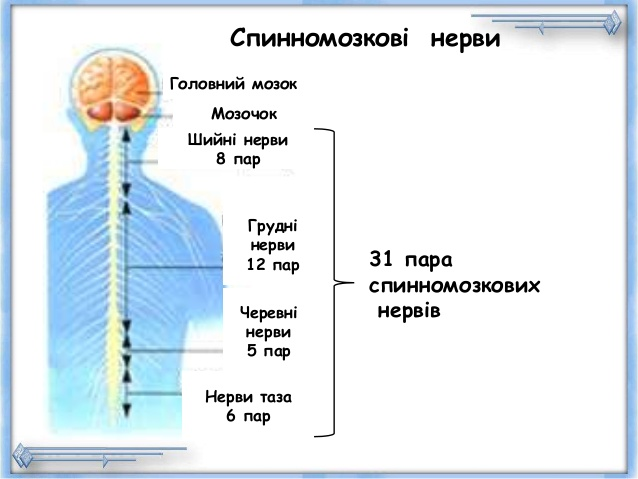 Спинномозкові нерви
Головний мозок
Мозочок
Шийні нерви
8 пар
Грудні
нерви
12 пар
Черевні
нерви
5 пар
Нерви таза
6 пар
31 пара
спинномозкових
нервів